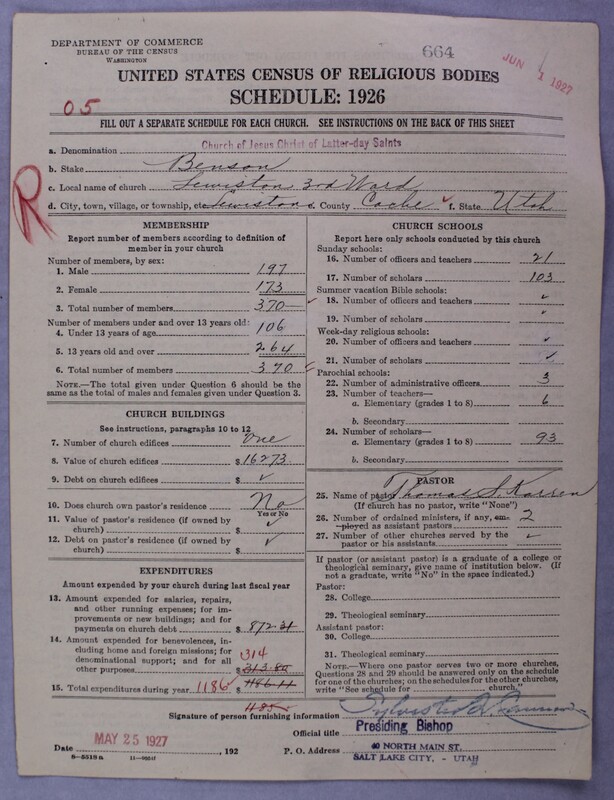 DEPARTMENT OF COMMERCE
BUREAU OF THE CENSUS
WASHINGTON
664
JUN 1 1927
UNITED STATES CENSUS OF RELIGIOUS BODIES
SCHEDULE: 1926
05
FILL OUT A SEPARATE SCHEDULE FOR EACH CHURCH. SEE INSTRUCTIONS ON THE BACK OF THIS SHEET
a. Denomination Church of Jesus Christ of Latter-day Saints
b. Stake Benson
c. Local name of church Lewiston 3rd Ward
d. City, town, village, or township, etc. Lewiston e. County Cache ✓ f. State Utah
R
MEMBERSHIP
Report number of members according to definition of
member in your church
Number of members, by sex:
1. Male 197
2. Female 173
3. Total number of members 370 ✓
Number of members under and over 13 years old:
4. Under 13 years of age 106
5. 13 years old and over 264
6. Total number of members 370 ✓
NOTE.—The total given under Question 6 should be
same as the total of males and females given under Question 3.
CHURCH BUILDINGS
See instructions, paragraphs 10 to 12
7. Number of church edifices One
8. Value of church edifices $ 16273
9. Debt on church edifices $ ✓
10. Does church own pastor's residence? No
Yes or No
11. Value of pastor's residence (if owned by
church) $ ✓
12. Debt on pastor's residence (if owned by
church) $ ✓
EXPENDITURES
Amount expended by your church during last fiscal year
13. Amount expended for salaries, repairs,
and other running expenses; for im-
provements or new buildings; and for
payments on church debt $ 872.31
14. Amount expended for benevolences, in-
cluding home and foreign missions; for
denominational support; and for all
other purposes $ 313.80
314
15. Total expenditures during year 1186 $
CHURCH SCHOOLS
Report here only schools conducted by this church
Sunday schools:
16. Number of officers and teachers 21
17. Number of scholars 103
Summer vacation Bible schools:
18. Number of officers and teachers ✓
19. Number of scholars ✓
Week-day religious schools:
20. Number of officers and teachers ✓
21. Number of scholars ✓
Parochial schools:
22. Number of administrative officers 3
23. Number of teachers—
a. Elementary (grades 1 to 8) 6
b. Secondary
24. Number of scholars—
a. Elementary (grades 1 to 8) 93
b. Secondary
PASTOR
25. Name of pastor Thomas S. Karren
(If church has no pastor, write "None")
26. Number of ordained ministers, if any, em-
ployed as assistant pastors 2
27. Number of other churches served by the
pastor or his assistants ✓
If pastor (or assistant pastor) is a graduate of a college or
theological seminary, give name of institution below. (If
not a graduate, write "No" in the space indicated.)
Pastor:
28. College
29. Theological seminary
Assistant pastor:
30. College
31. Theological seminary
NOTE.—Where one pastor serves two or more churches,
Questions 28 and 29 should be answered only on the schedule
for one of the churches; on the schedules for the other churches,
write "See schedule for church."
Signature of person furnishing information
Official title Presiding Bishop
Date MAY 25 1927, 192 P. O. Address 40 NORTH MAIN ST.
SALT LAKE CITY, - UTAH